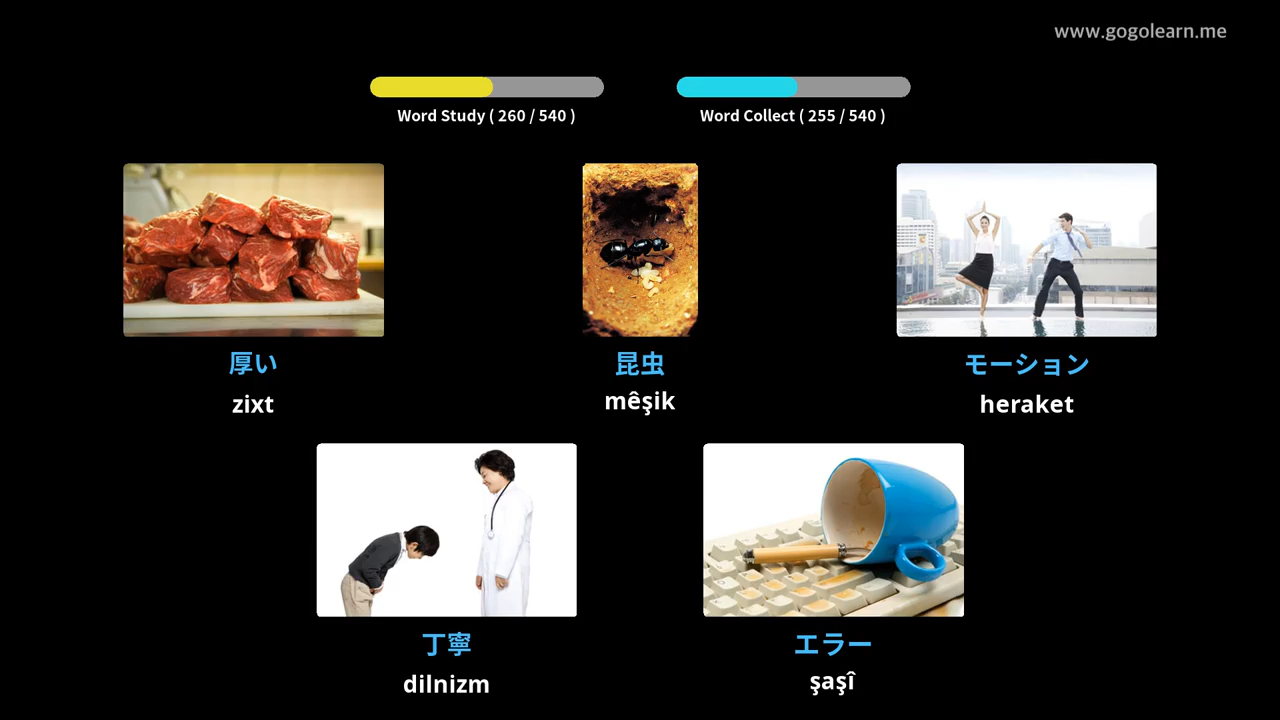 www.gogolearn.me
Word Study ( 260 / 540 )
Word Collect ( 255 / 540 )
厚い
zixt
昆虫
mêşik
モーション
heraket
丁寧
dilnizm
エラー
şaşî